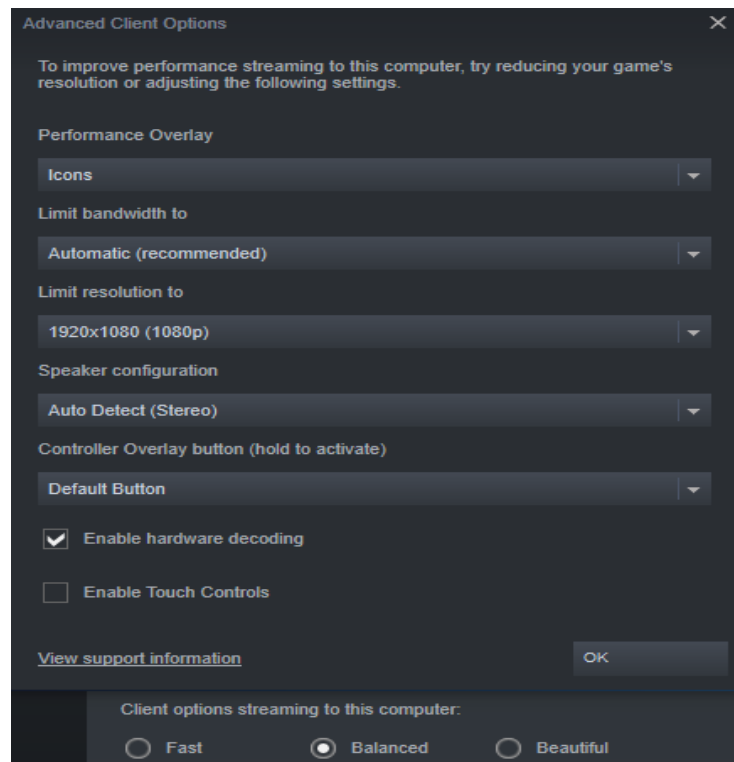 Advanced Client Options
To improve performance streaming to this computer, try reducing your game's
resolution or adjusting the following settings.
Performance Overlay
Icons
Limit bandwidth to
Automatic (recommended)
Limit resolution to
1920x1080 (1080p)
Speaker configuration
Auto Detect (Stereo)
Controller Overlay button (hold to activate)
Default Button
Enable hardware decoding
Enable Touch Controls
View support information OK
Client options streaming to this computer:
Fast Balanced Beautiful